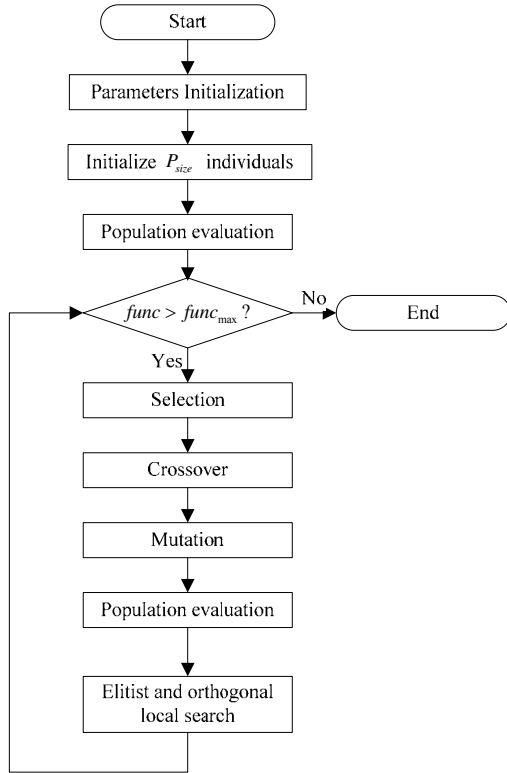 Start
Parameters Initialization
Initialize P_size individuals
Population evaluation
func > func_max ?
No
End
Yes
Selection
Crossover
Mutation
Population evaluation
Elitist and orthogonal
local search